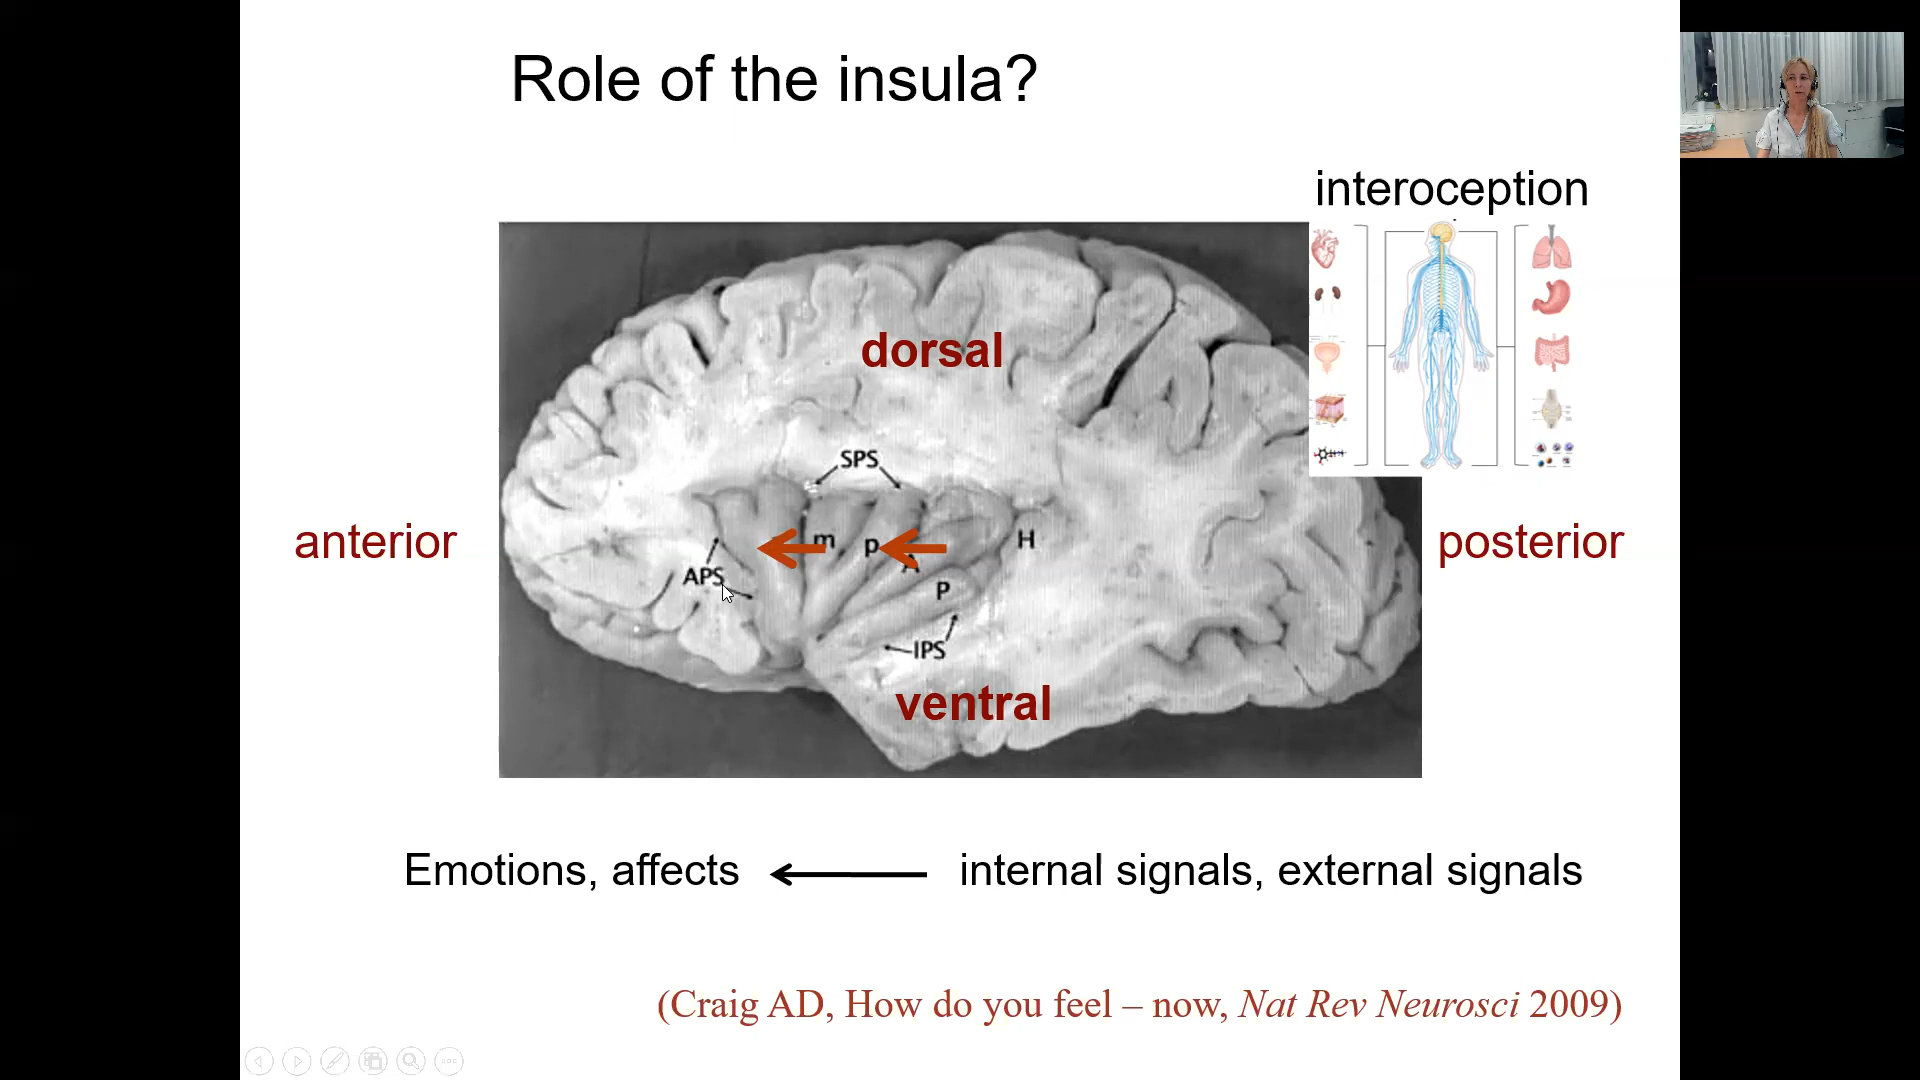 Role of the insula?
interoception
dorsal
SPS
anterior
m
p
A
H
posterior
APS
P
IPS
ventral
Emotions, affects
internal signals, external signals
(Craig AD, How do you feel – now, Nat Rev Neurosci 2009)